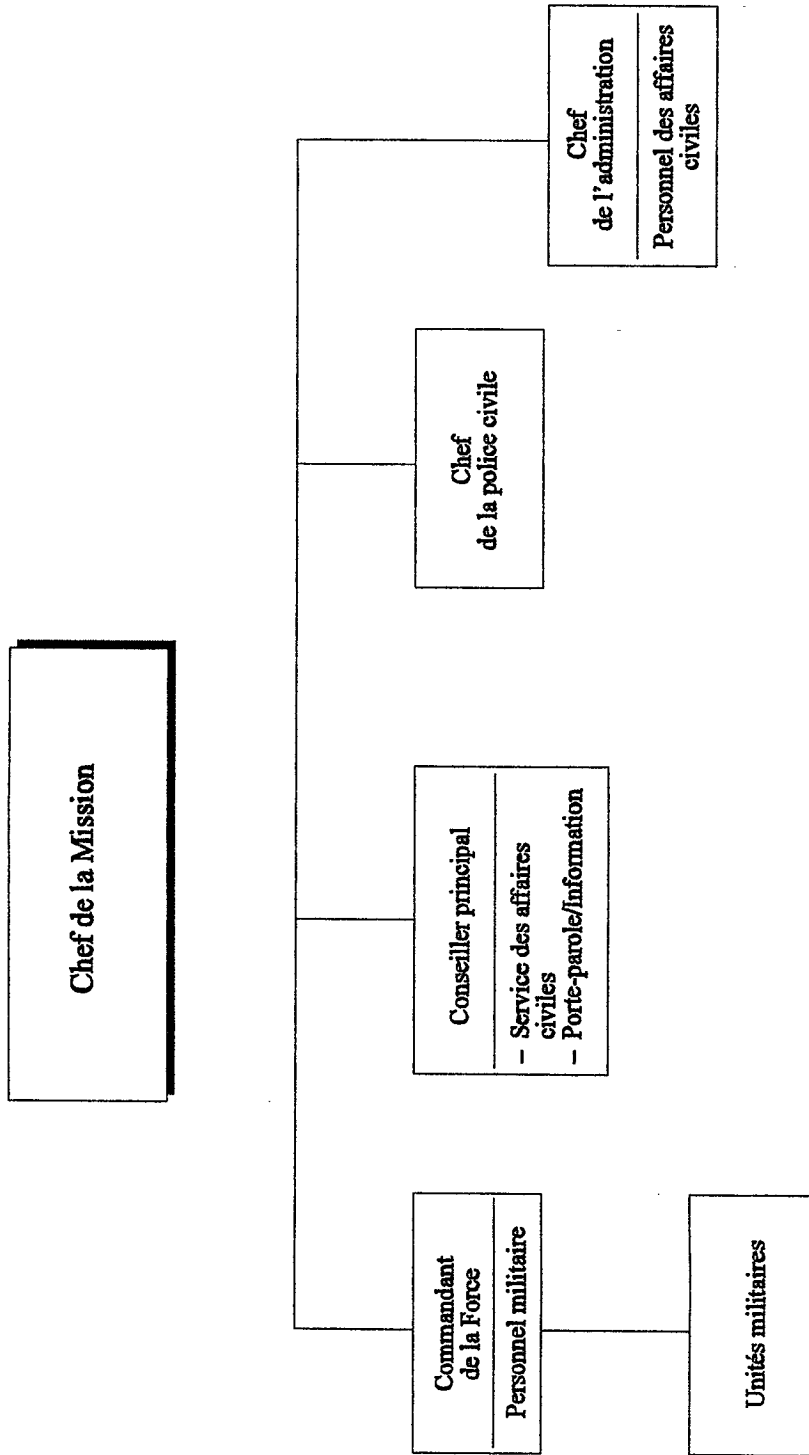 Chef de la Mission
Commandant
de la Force
Personnel militaire
Unités militaires
Conseiller principal
– Service des affaires
civiles
– Porte-parole/Information
Chef
de la police civile
Chef
de l'administration
Personnel des affaires
civiles